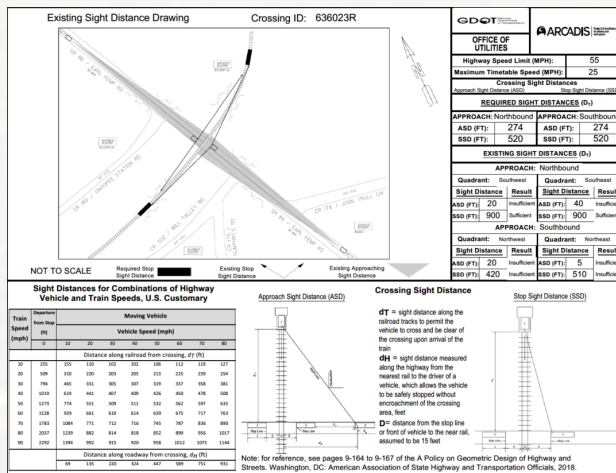 Existing Sight Distance Drawing
Crossing ID: 636023R
GDOT
ARCADIS
OFFICE OF
UTILITIES
Highway Speed Limit (MPH): 55
Maximum Timetable Speed (MPH): 25
Crossing Sight Distances
Approach Sight Distance (ASD) Stop Sight Distance (SSD)
REQUIRED SIGHT DISTANCES (DT)
APPROACH: Northbound APPROACH: Southbound
ASD (FT): 274 ASD (FT): 274
SSD (FT): 520 SSD (FT): 520
EXISTING SIGHT DISTANCES (DT)
APPROACH: Northbound
Quadrant: Southwest Quadrant: Southeast
Sight Distance Result Sight Distance Result
ASD (FT): 20 Insufficient ASD (FT): 40 Insufficient
SSD (FT): 900 Sufficient SSD (FT): 900 Sufficient
APPROACH: Southbound
Quadrant: Northwest Quadrant: Northeast
Sight Distance Result Sight Distance Result
ASD (FT): 20 Insufficient ASD (FT): 5 Insufficient
SSD (FT): 420 Insufficient SSD (FT): 510 Insufficient
NOT TO SCALE
Required Stop
Sight Distance
Existing Stop
Sight Distance
Existing Approaching
Sight Distance
Sight Distances for Combinations of Highway
Vehicle and Train Speeds, U.S. Customary
Train
Speed
(mph)
Departure
from Stop
(ft)
Moving Vehicle
Vehicle Speed (mph)
0 10 20 30 40 50 60 70 80
Distance along railroad from crossing, dT (ft)
10 255 155 110 102 102 106 112 119 127
20 509 310 220 203 205 213 225 239 254
30 794 465 331 305 307 319 337 358 381
40 1019 619 441 407 409 426 450 478 508
50 1273 774 551 509 511 532 562 597 635
60 1528 929 661 610 614 639 675 717 763
70 1783 1084 771 712 716 745 787 836 890
80 2037 1239 882 814 818 852 899 956 1017
90 2292 1394 992 915 920 958 1012 1075 1144
Distance along roadway from crossing, dH (ft)
69 135 220 324 447 589 751 931
Approach Sight Distance (ASD)
Crossing Sight Distance
dT = sight distance along the
railroad tracks to permit the
vehicle to cross and be clear of
the crossing upon arrival of the
train
dH = sight distance measured
along the highway from the
nearest rail to the driver of a
vehicle, which allows the vehicle
to be safely stopped without
encroachment of the crossing
area, feet
D= distance from the stop line
or front of vehicle to the near rail,
assumed to be 15 feet
Stop Sight Distance (SSD)
Note: for reference, see pages 9-164 to 9-167 of the A Policy on Geometric Design of Highway and
Streets. Washington, DC: American Association of State Highway and Transportation Officials, 2018.